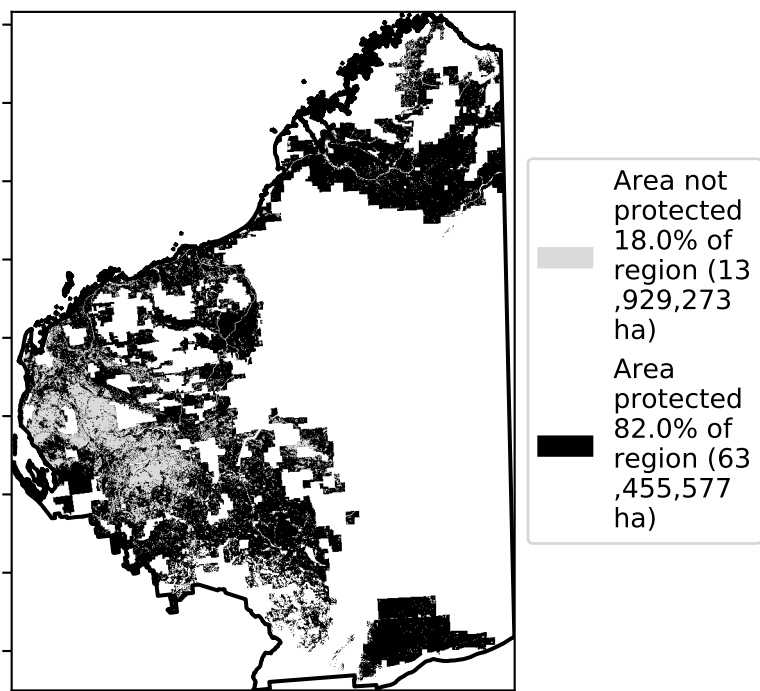 Area not
protected
18.0% of
region (13
,929,273
ha)
Area
protected
82.0% of
region (63
,455,577
ha)